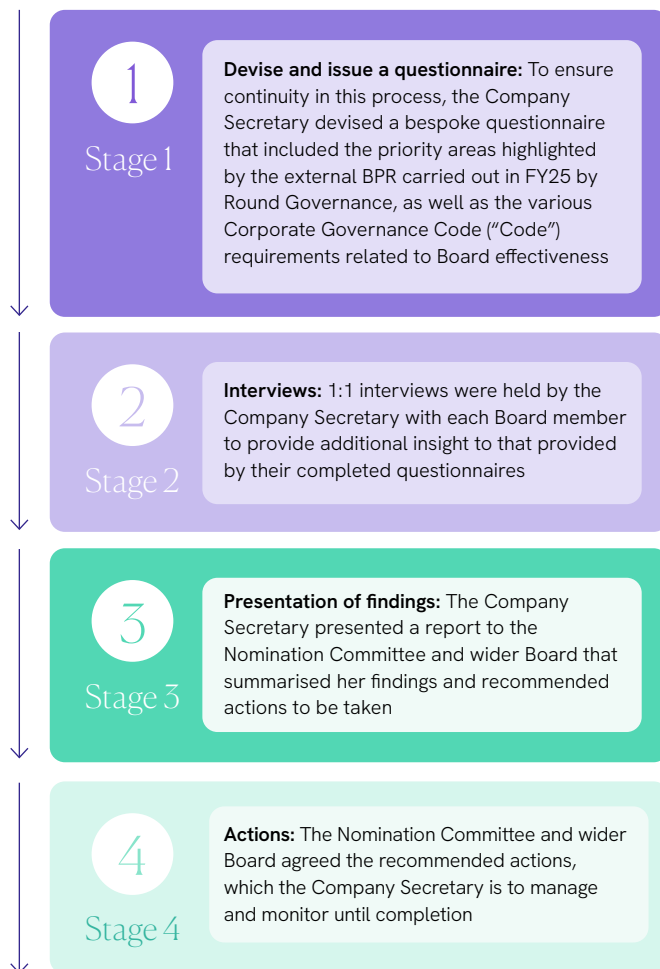 1
Stage 1
Devise and issue a questionnaire: To ensure
continuity in this process, the Company
Secretary devised a bespoke questionnaire
that included the priority areas highlighted
by the external BPR carried out in FY25 by
Round Governance, as well as the various
Corporate Governance Code (“Code”)
requirements related to Board effectiveness
2
Stage 2
Interviews: 1:1 interviews were held by the
Company Secretary with each Board member
to provide additional insight to that provided
by their completed questionnaires
3
Stage 3
Presentation of findings: The Company
Secretary presented a report to the
Nomination Committee and wider Board that
summarised her findings and recommended
actions to be taken
4
Stage 4
Actions: The Nomination Committee and wider
Board agreed the recommended actions,
which the Company Secretary is to manage
and monitor until completion